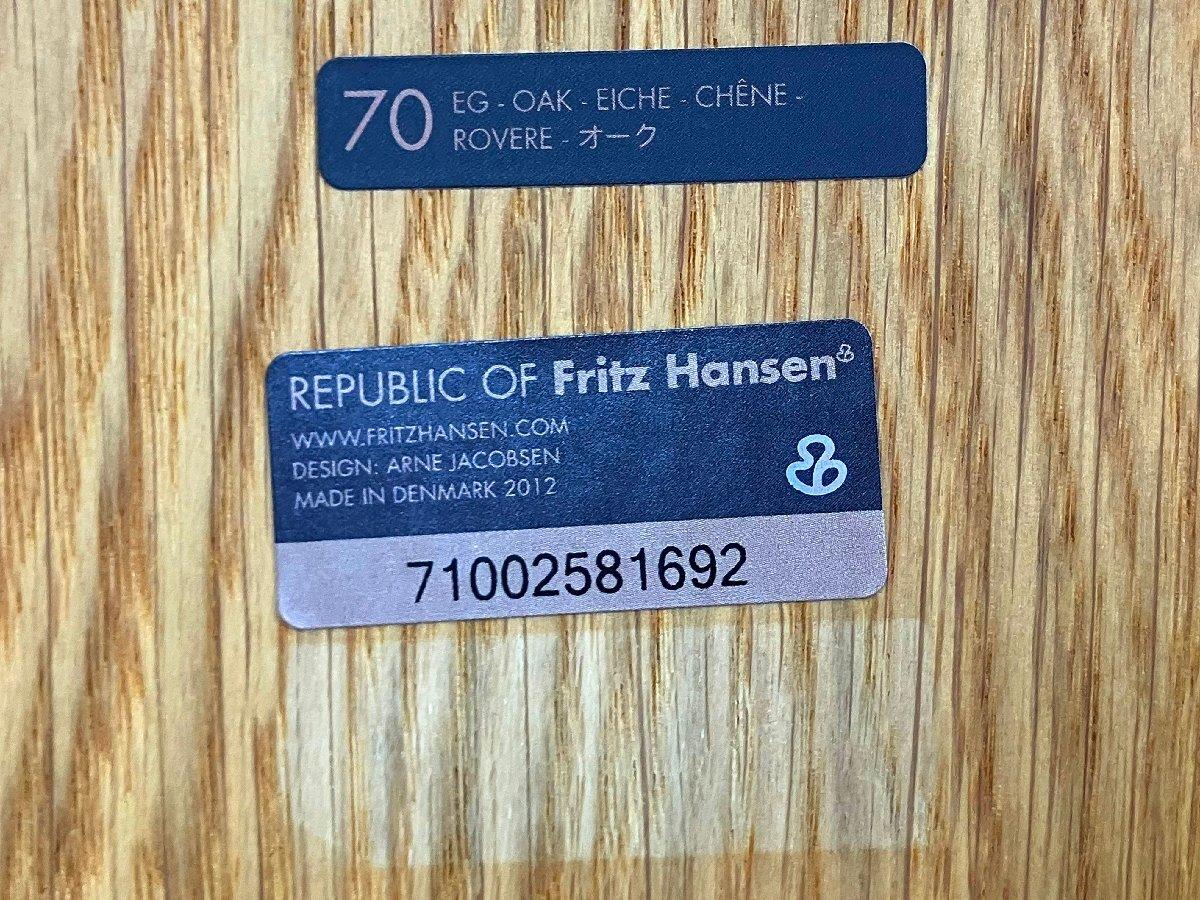 70 EG - OAK - EICHE - CHÊNE -
ROVERE - オーク
REPUBLIC OF Fritz Hansen
WWW.FRITZHANSEN.COM
DESIGN: ARNE JACOBSEN
MADE IN DENMARK 2012
71002581692